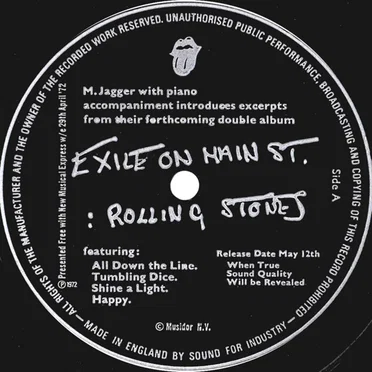 ALL RIGHTS OF THE MANUFACTURER AND THE OWNER OF THE RECORDED WORK RESERVED. UNAUTHORISED PUBLIC PERFORMANCE, BROADCASTING AND COPYING OF THIS RECORD PROHIBITED — MADE IN ENGLAND BY SOUND FOR INDUSTRY —
M. Jagger with piano
accompaniment introduces excerpts
from their forthcoming double album
EXILE ON MAIN ST.
: ROLLING STONES
Side A
Presented Free with New Musical Express w/e 29th April '72
℗ 1972
featuring:
All Down the Line.
Tumbling Dice.
Shine a Light.
Happy.
Release Date May 12th
When True
Sound Quality
Will be Revealed
© Musidor N.V.